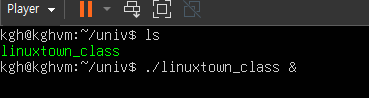 Player
kgh@kghvm:~/univ$ ls
linuxtown_class
kgh@kghvm:~/univ$ ./linuxtown_class &